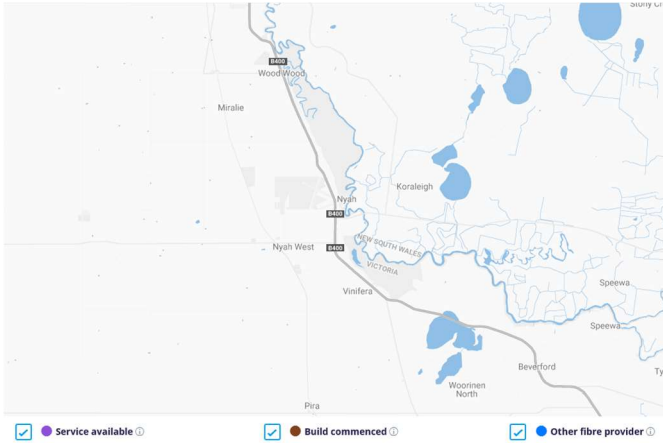 Stony Cr
B400
Wood Wood
Miralie
Koraleigh
Nyah
B400
NEW SOUTH WALES
Nyah West
B400
VICTORIA
Speewa
Vinifera
Speewa
Beverford
Ty
Woorinen
North
Pira
Service available
Build commenced
Other fibre provider